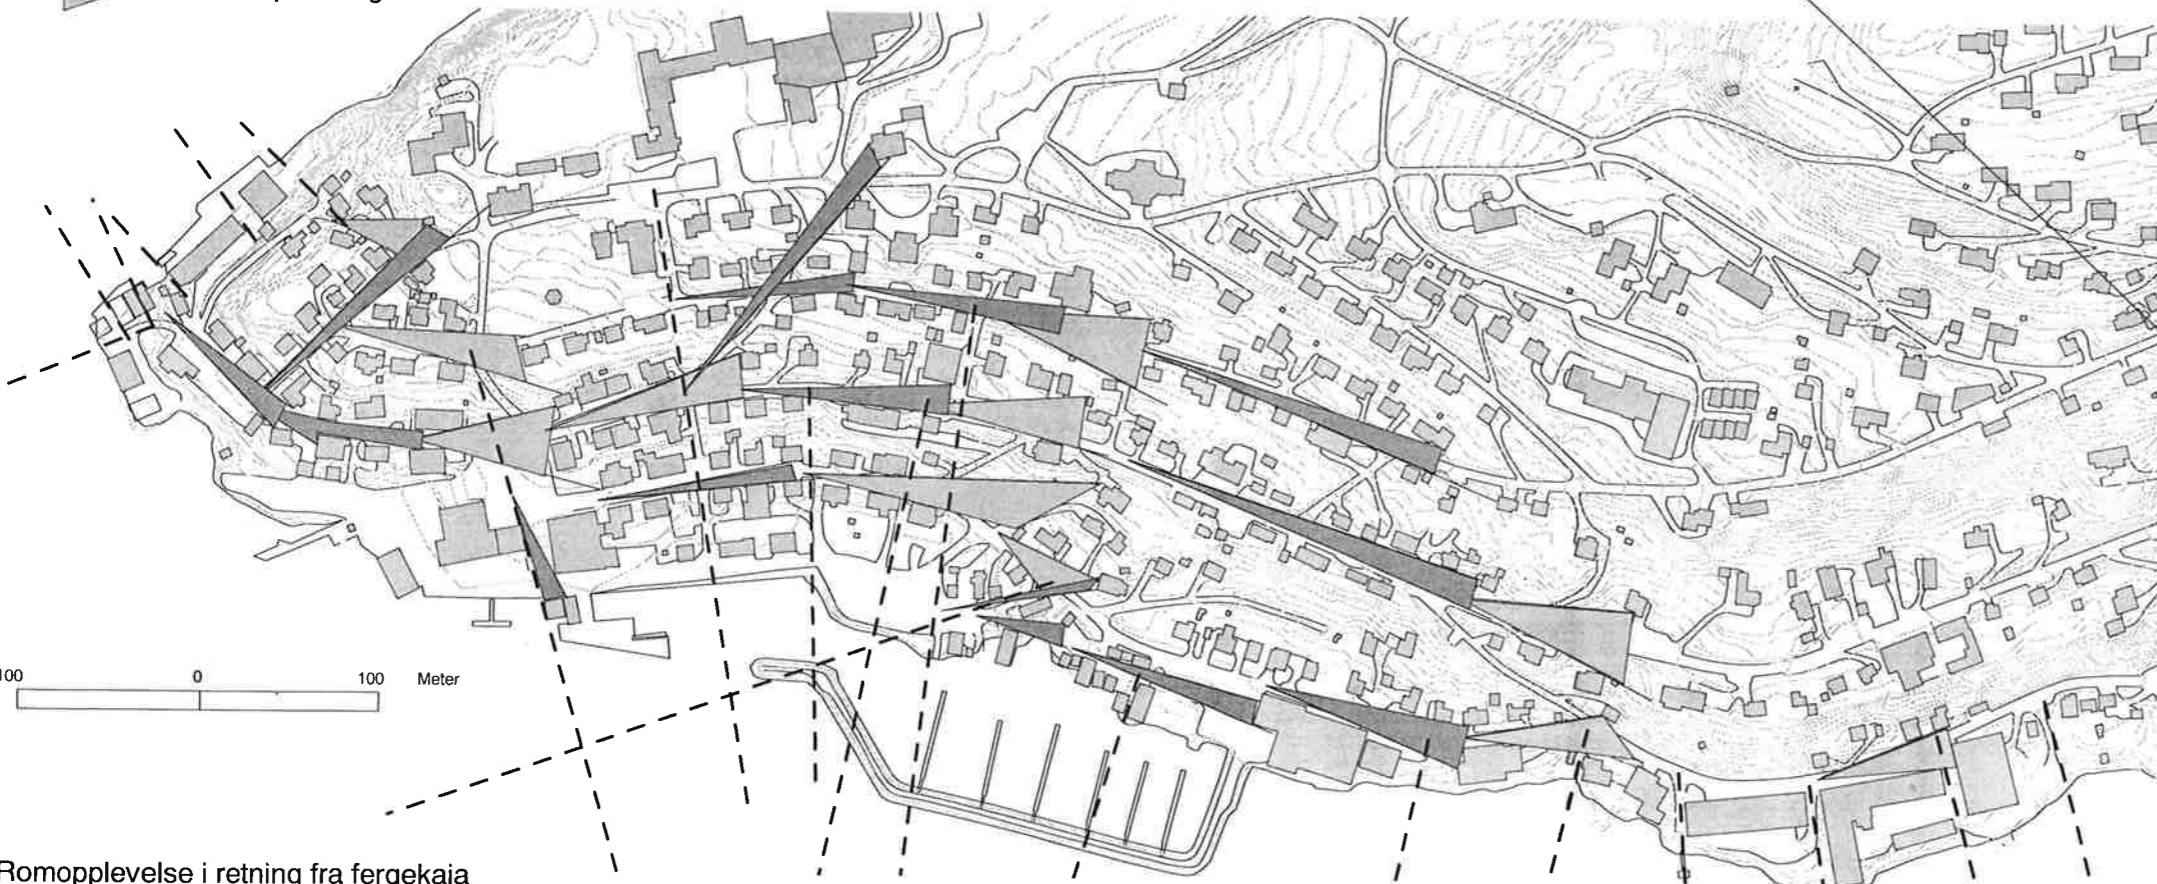 100 0 100 Meter
Romopplevelse i retning fra fergekaia